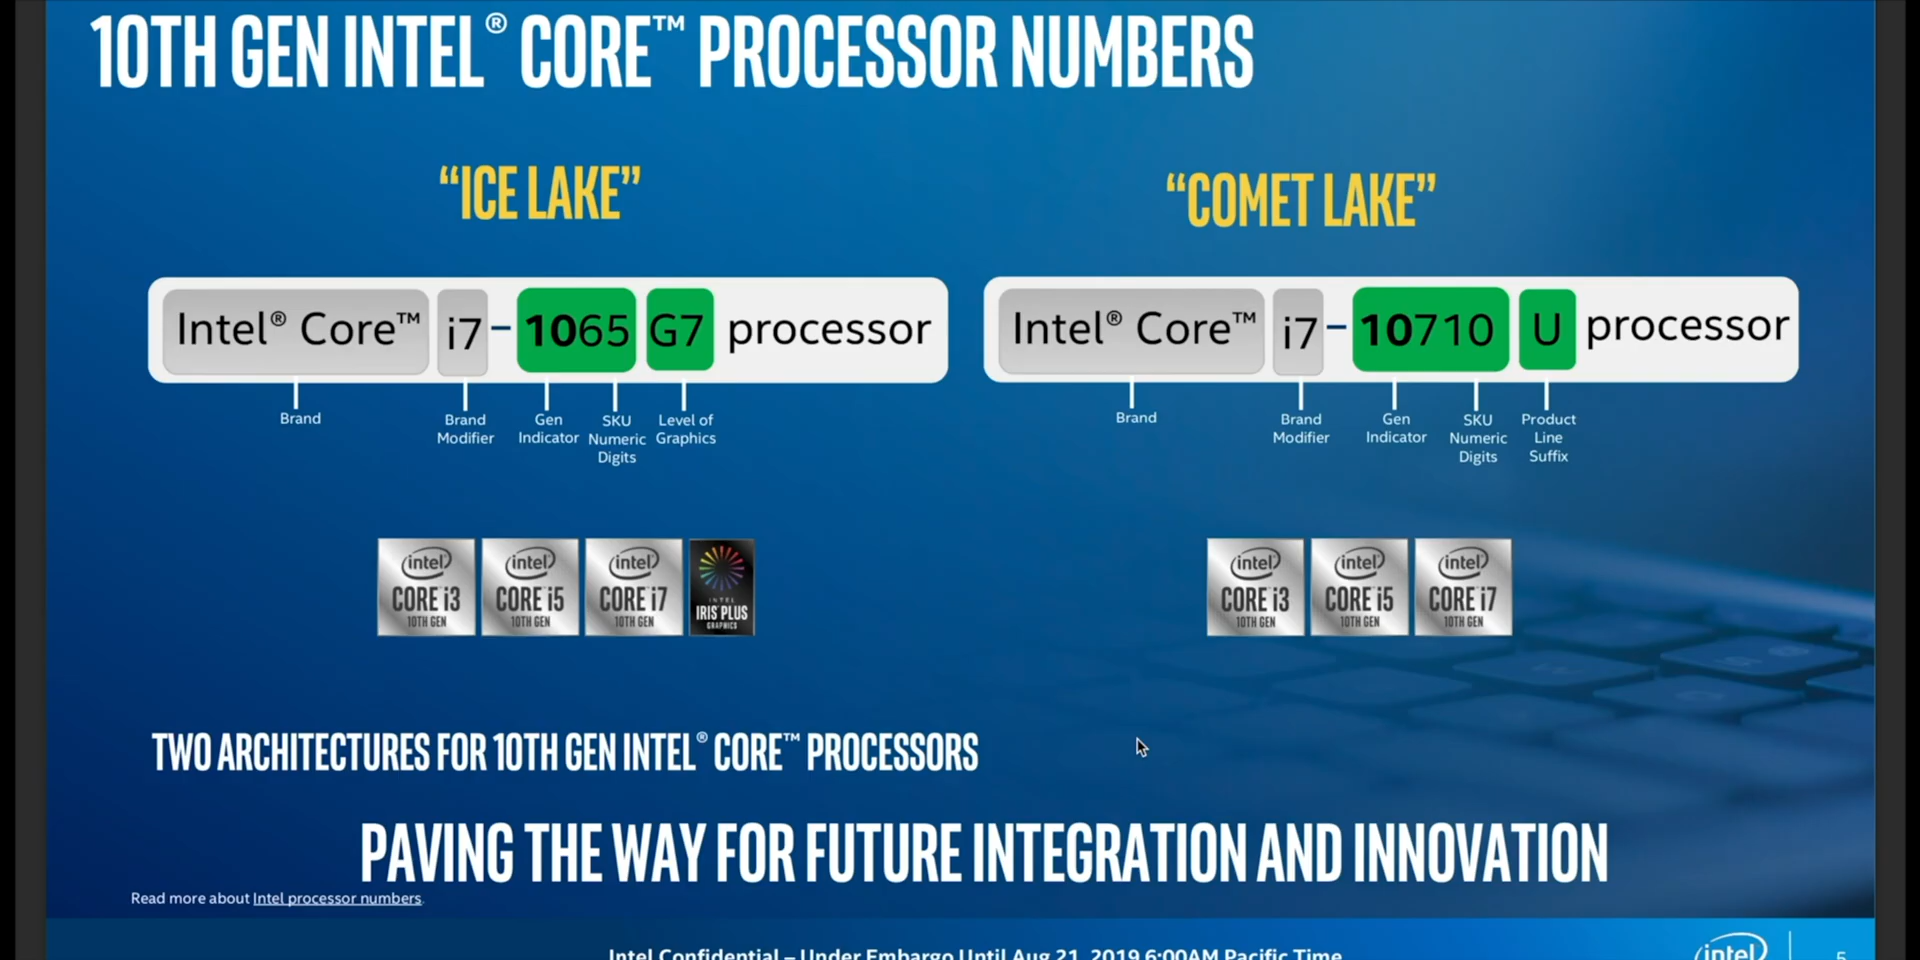 10TH GEN INTEL® CORE™ PROCESSOR NUMBERS
“ICE LAKE”
Intel® Core™ i7-1065 G7 processor
Brand
Brand Modifier
Gen Indicator
SKU Numeric Digits
Level of Graphics
“COMET LAKE”
Intel® Core™ i7-10710 U processor
Brand
Brand Modifier
Gen Indicator
SKU Numeric Digits
Product Line Suffix
intel
CORE i3
10TH GEN
intel
CORE i5
10TH GEN
intel
CORE i7
10TH GEN
INTEL
IRIS PLUS
GRAPHICS
intel
CORE i3
10TH GEN
intel
CORE i5
10TH GEN
intel
CORE i7
10TH GEN
TWO ARCHITECTURES FOR 10TH GEN INTEL® CORE™ PROCESSORS
PAVING THE WAY FOR FUTURE INTEGRATION AND INNOVATION
Read more about Intel processor numbers.
Intel Confidential – Under Embargo Until Aug 21, 2019 6:00AM Pacific Time
intel
5